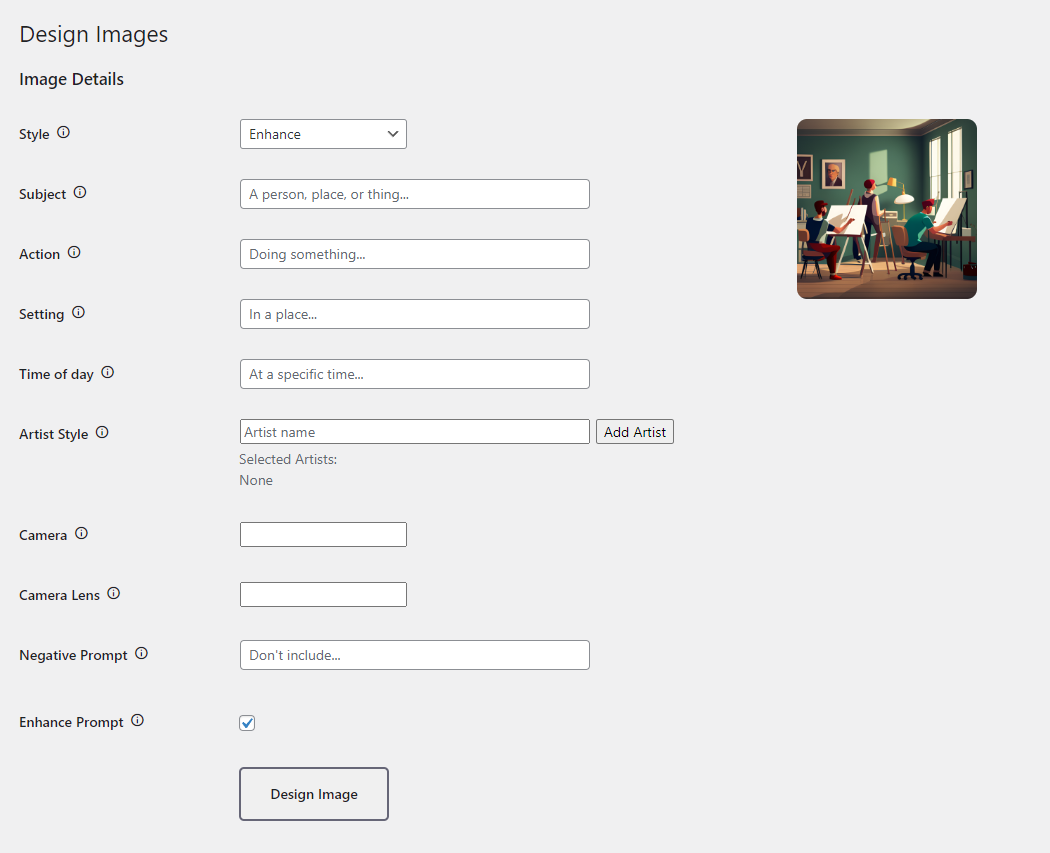 Design Images
Image Details
Style
Enhance
Subject
A person, place, or thing...
Action
Doing something...
Setting
In a place...
Time of day
At a specific time...
Artist Style
Artist name
Add Artist
Selected Artists:
None
Camera
Camera Lens
Negative Prompt
Don't include...
Enhance Prompt
Design Image